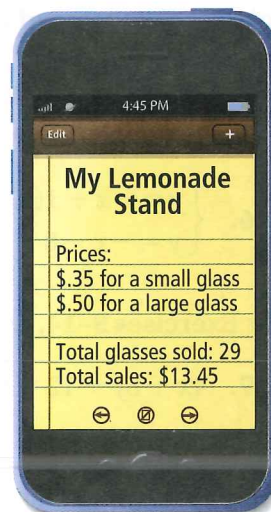 4:45 PM
Edit
+
My Lemonade
Stand
Prices:
$.35 for a small glass
$.50 for a large glass
Total glasses sold: 29
Total sales: $13.45